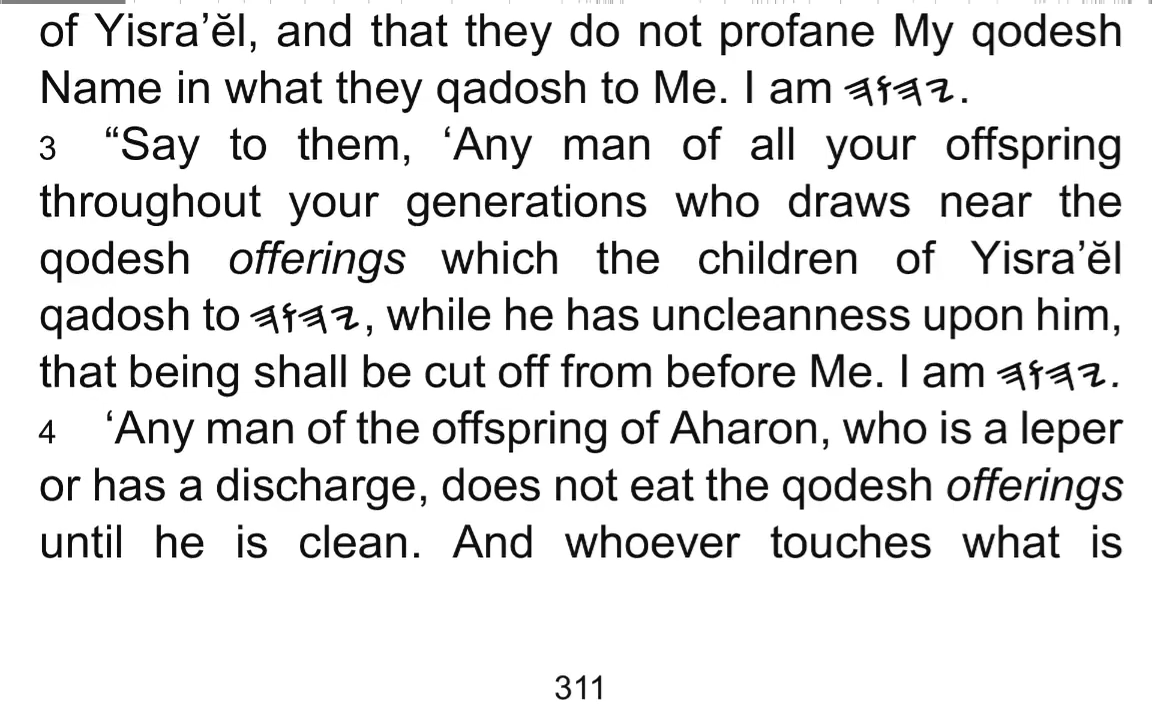 of Yisra’ĕl, and that they do not profane My qodesh
Name in what they qadosh to Me. I am 𐤉𐤄𐤅𐤄.
3 “Say to them, ‘Any man of all your offspring
throughout your generations who draws near the
qodesh offerings which the children of Yisra’ĕl
qadosh to 𐤉𐤄𐤅𐤄, while he has uncleanness upon him,
that being shall be cut off from before Me. I am 𐤉𐤄𐤅𐤄.
4 ‘Any man of the offspring of Aharon, who is a leper
or has a discharge, does not eat the qodesh offerings
until he is clean. And whoever touches what is
311